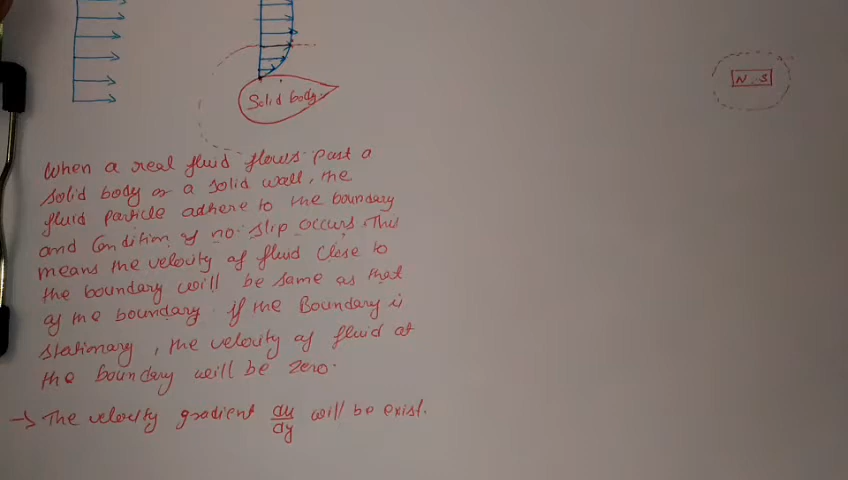 N S
Solid body
When a real fluid flows past a
solid body or a solid wall, the
fluid particle adhere to the boundary
and condition of no slip occurs. This
means the velocity of fluid close to
the boundary will be same as that
of the boundary. if the Boundary is
stationary, the velocity of fluid at
the boundary will be zero.
→ The velocity gradient du/dy will be exist.